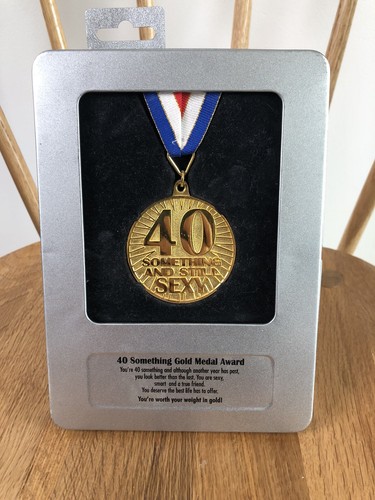 40
SOMETHING
AND STILL
SEXY
40 Something Gold Medal Award
You're 40 something and although another year has past,
you look better than the last. You are sexy,
smart and a true friend.
You deserve the best life has to offer.
You're worth your weight in gold!